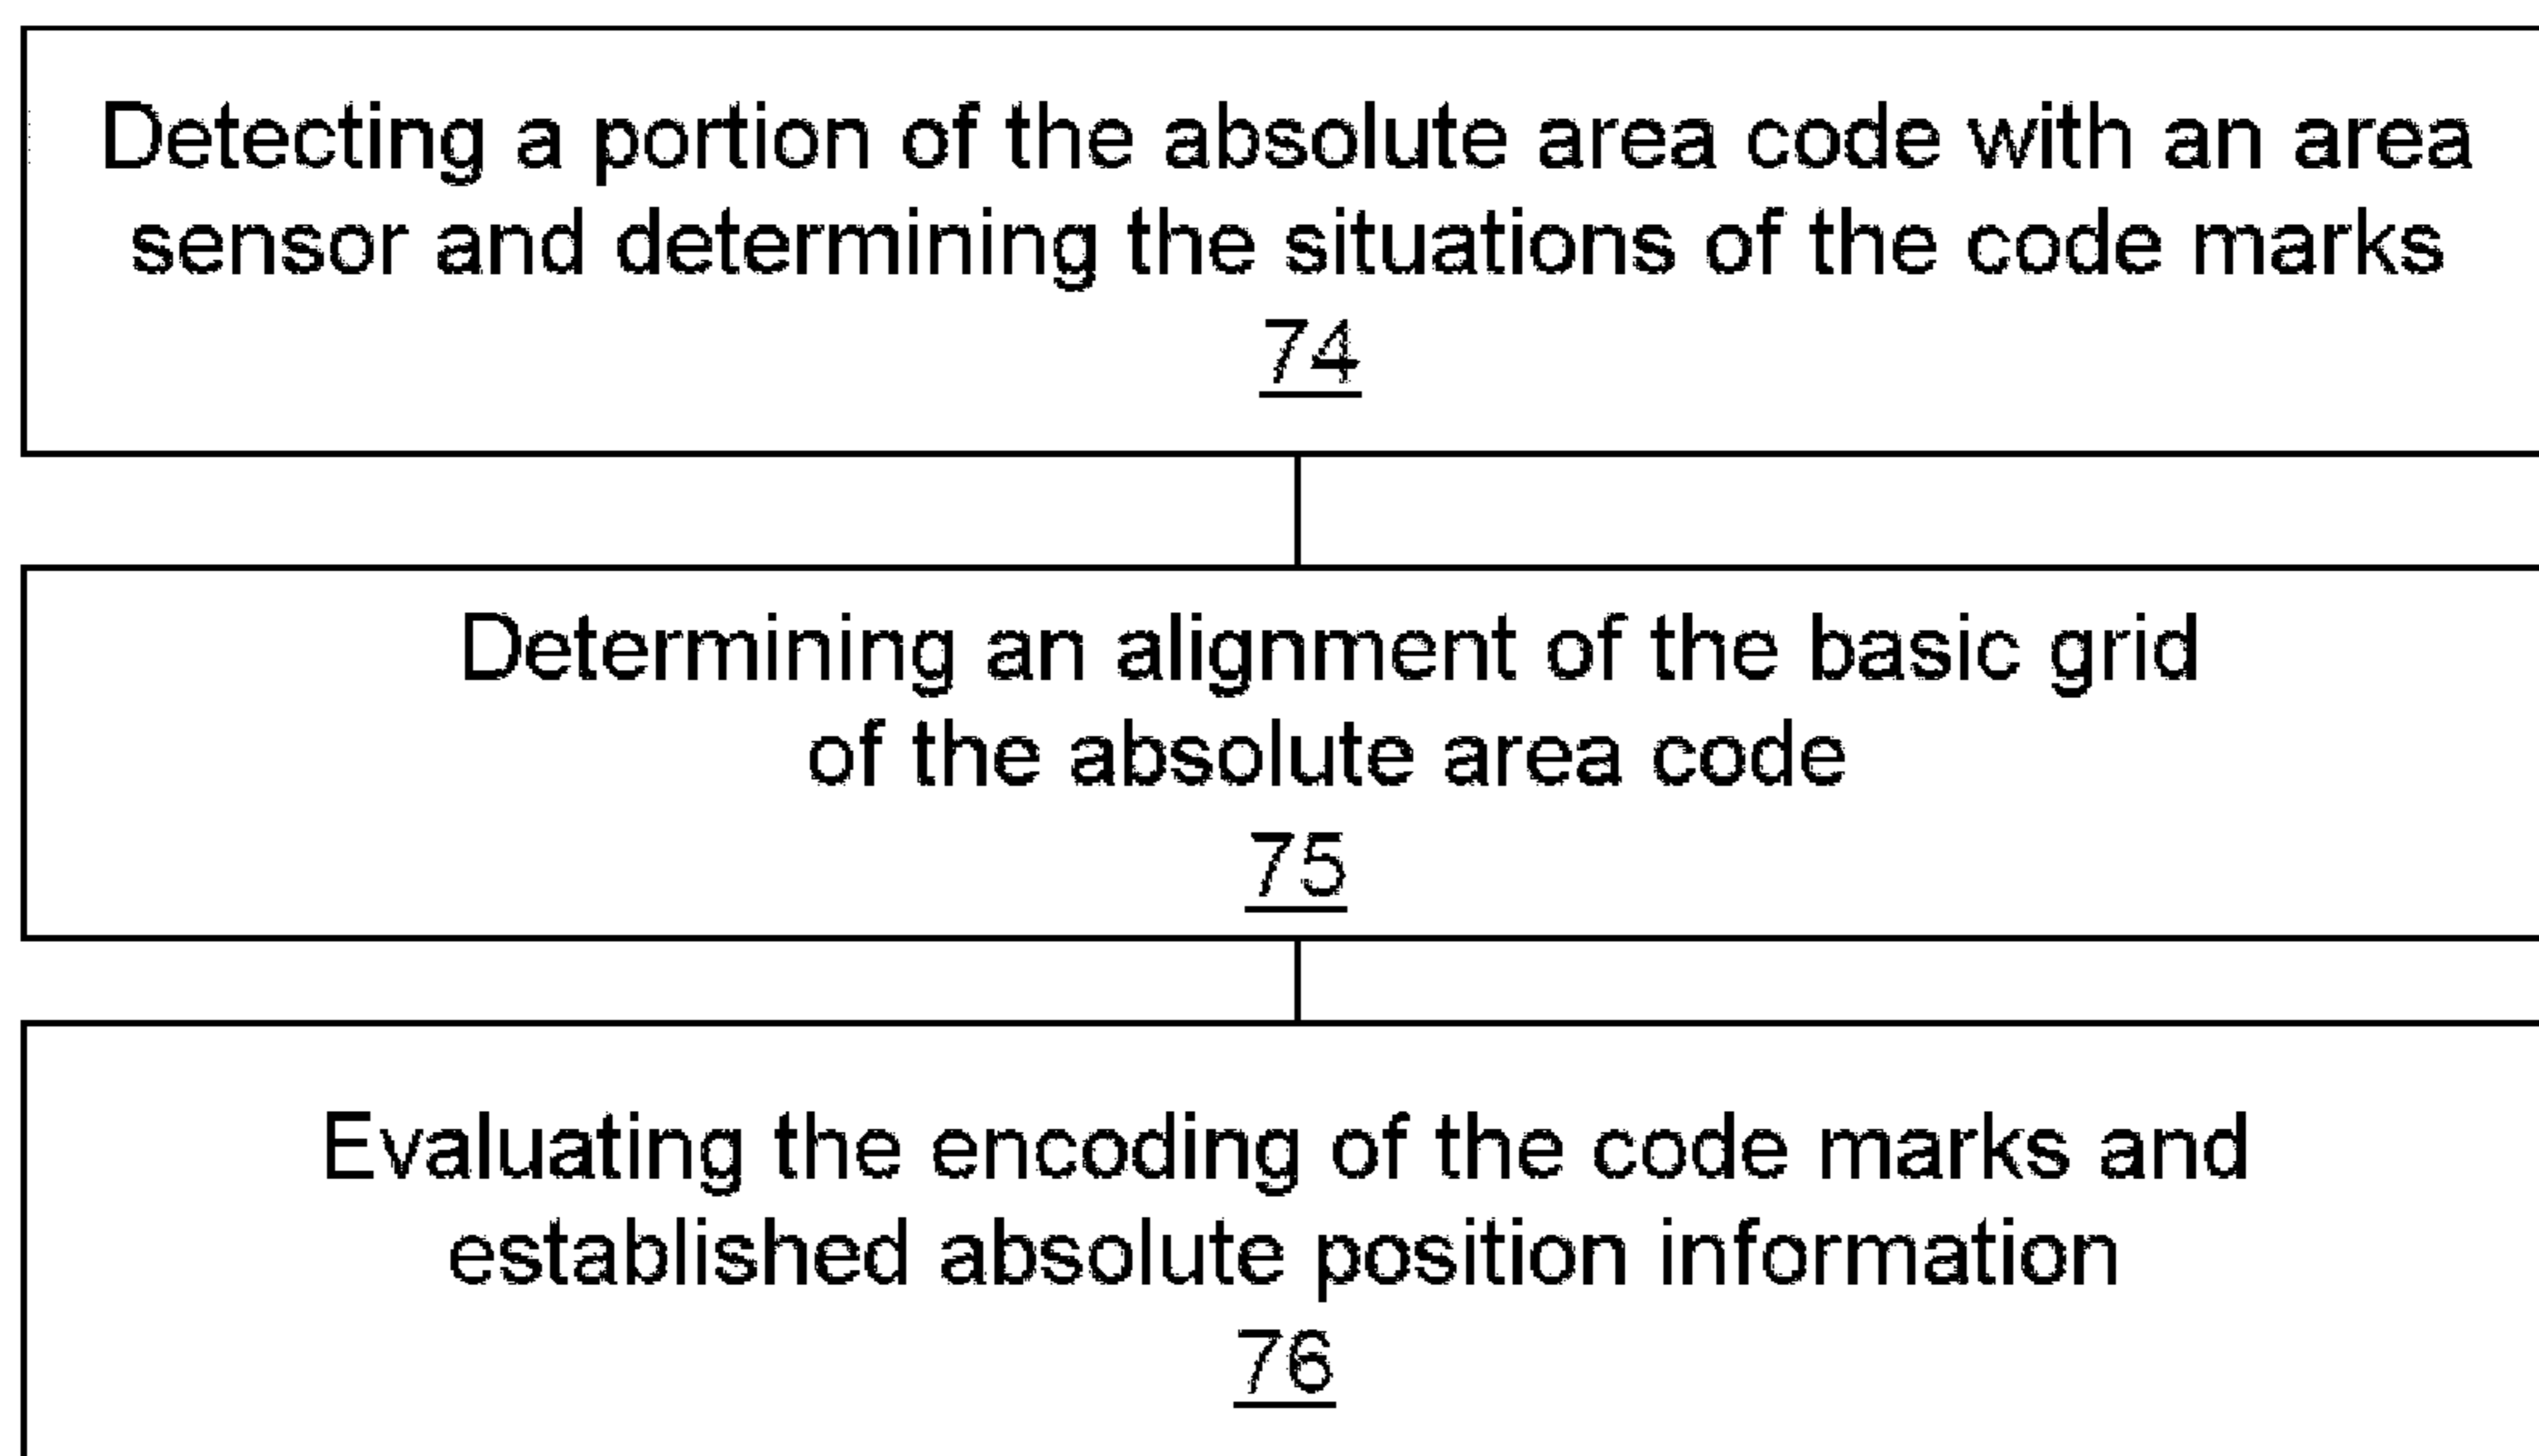 Detecting a portion of the absolute area code with an area
sensor and determining the situations of the code marks
74
Determining an alignment of the basic grid
of the absolute area code
75
Evaluating the encoding of the code marks and
established absolute position information
76